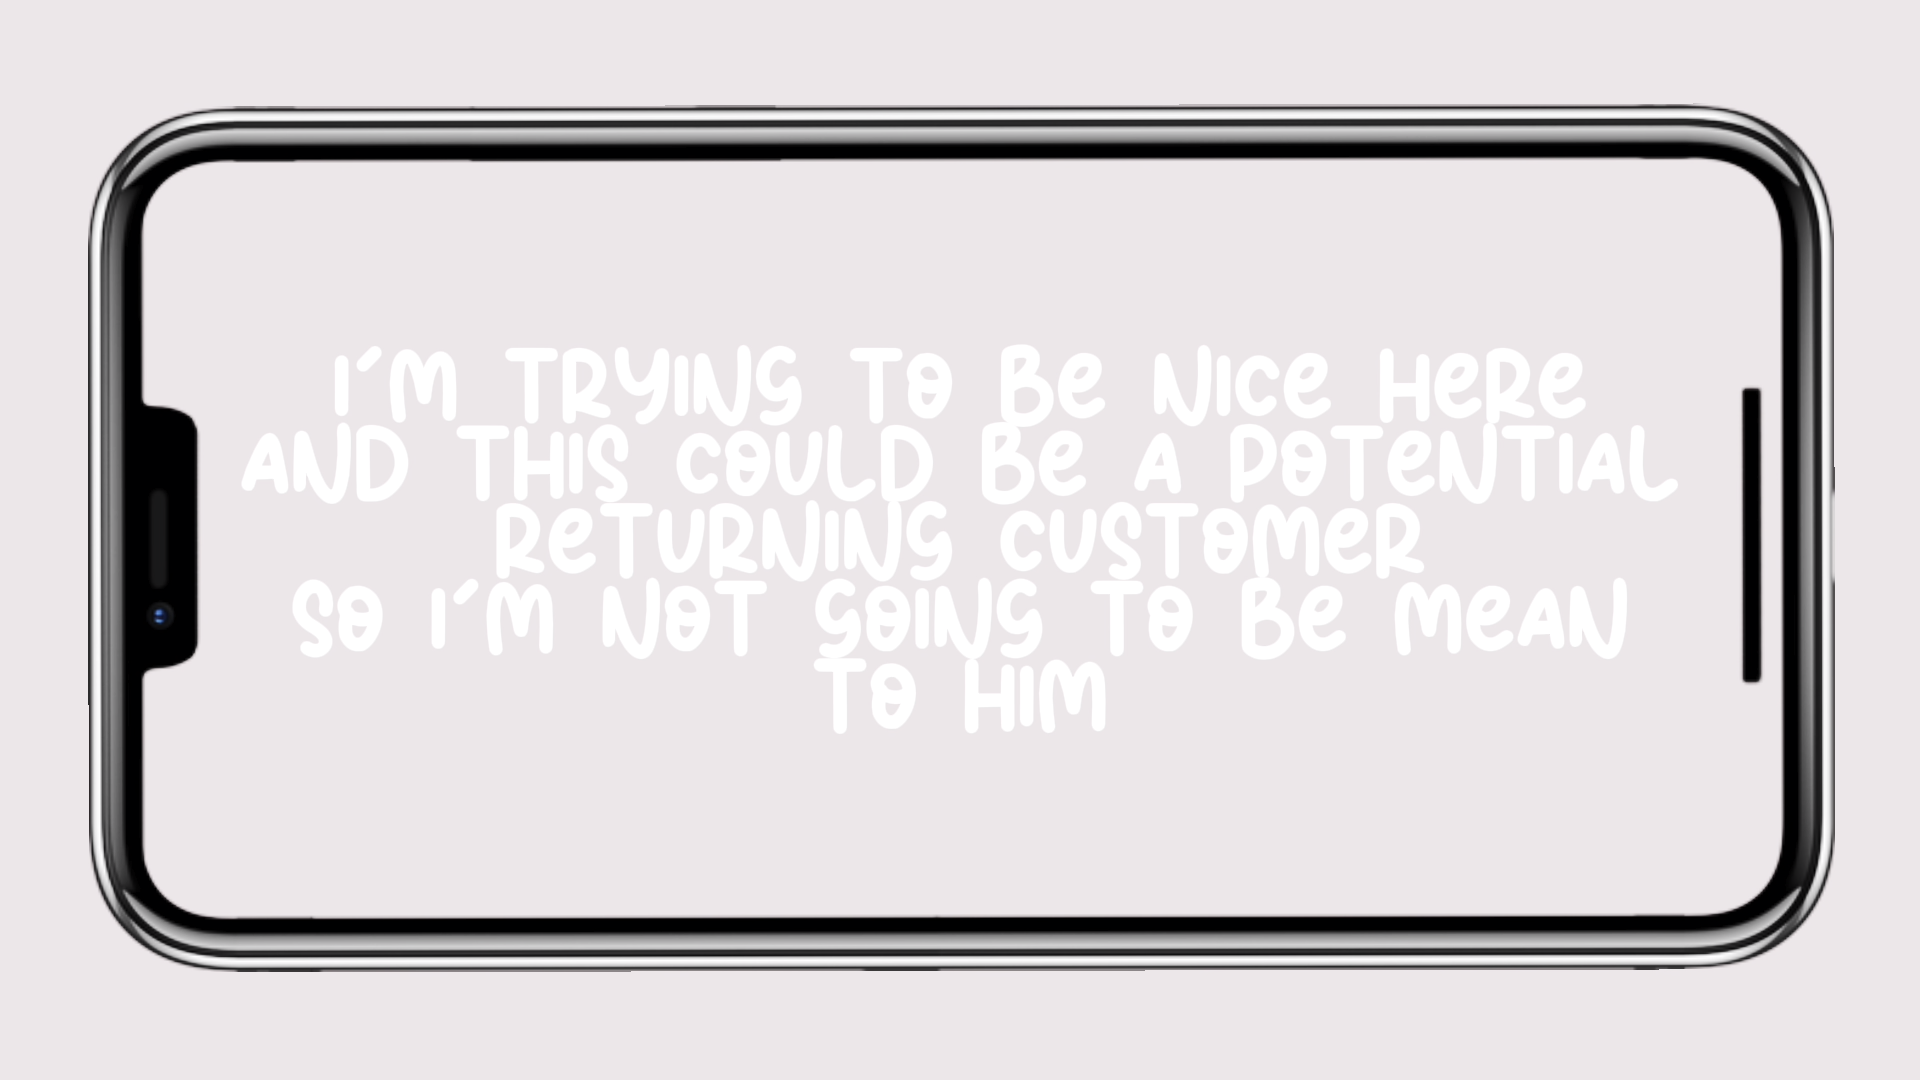 I'M TRYING TO BE NICE HERE
AND THIS COULD BE A POTENTIAL
RETURNING CUSTOMER
SO I'M NOT GOING TO BE MEAN
TO HIM